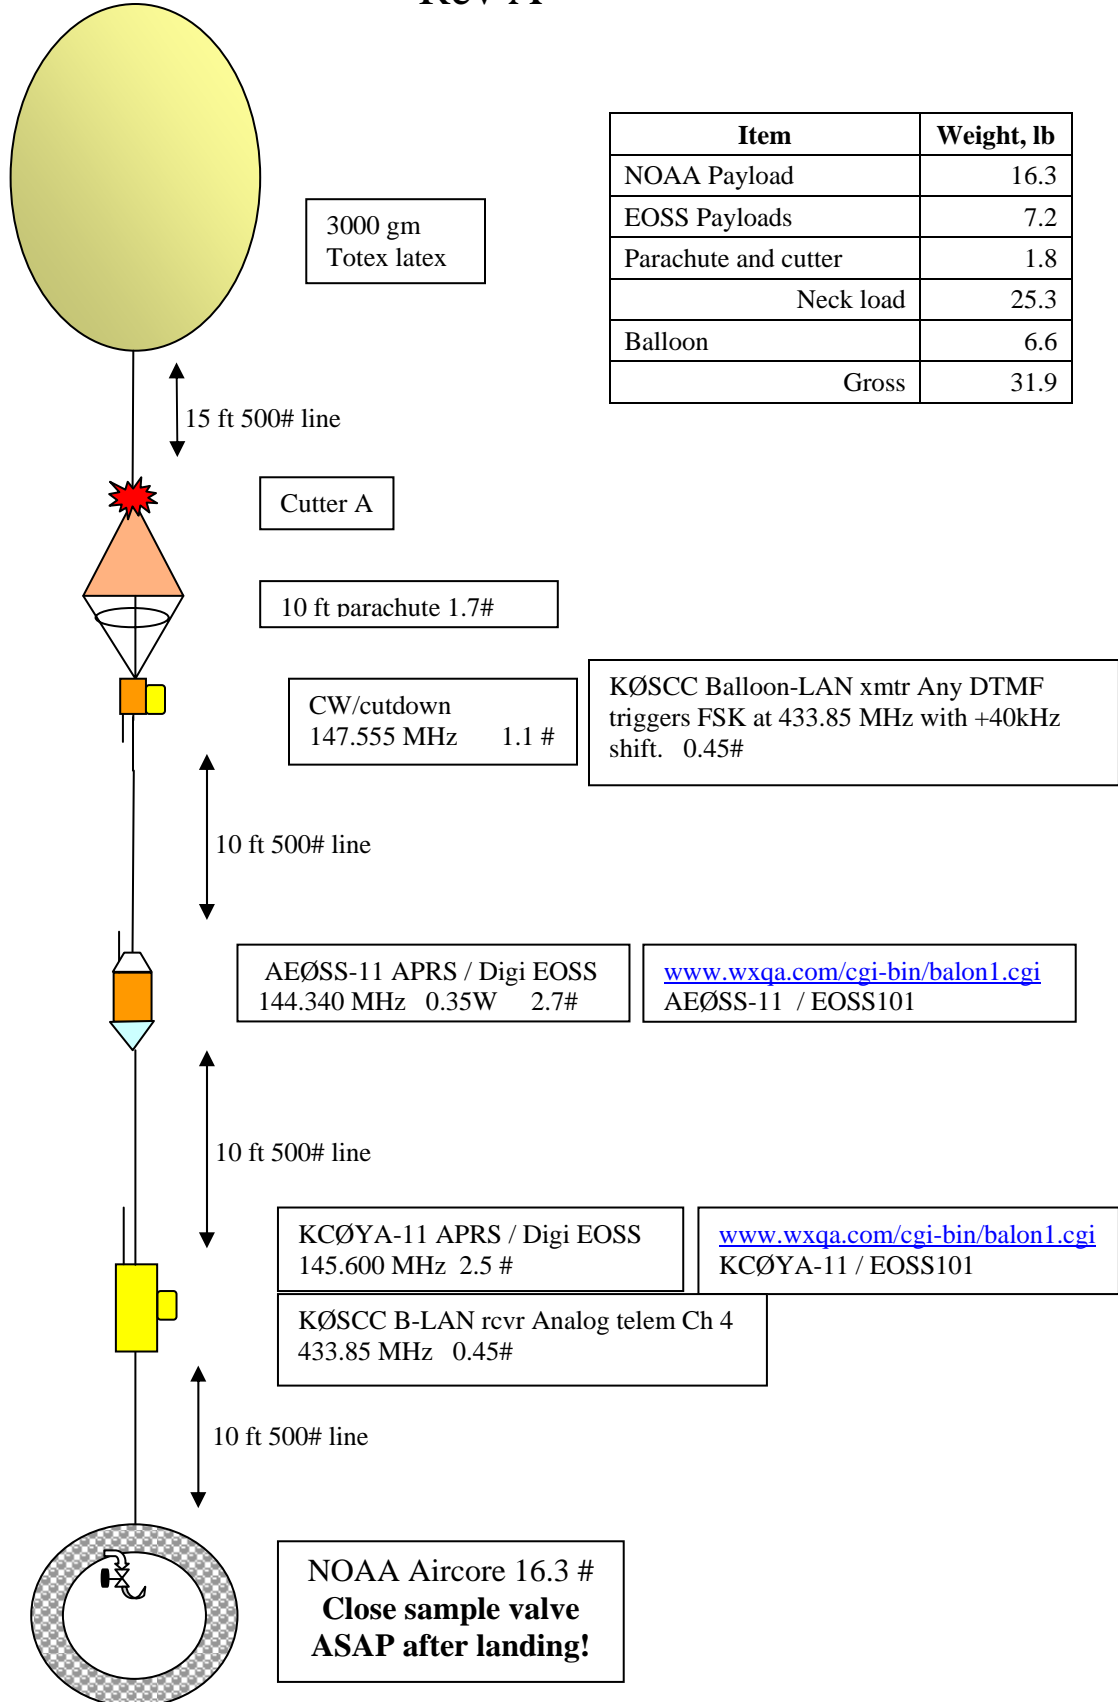 Rev A
Item Weight, lb
NOAA Payload 16.3
EOSS Payloads 7.2
Parachute and cutter 1.8
Neck load 25.3
Balloon 6.6
Gross 31.9
3000 gm
Totex latex
15 ft 500# line
Cutter A
10 ft parachute 1.7#
CW/cutdown
147.555 MHz 1.1 #
KØSCC Balloon-LAN xmtr Any DTMF
triggers FSK at 433.85 MHz with +40kHz
shift. 0.45#
10 ft 500# line
AEØSS-11 APRS / Digi EOSS
144.340 MHz 0.35W 2.7#
www.wxqa.com/cgi-bin/balon1.cgi
AEØSS-11 / EOSS101
10 ft 500# line
KCØYA-11 APRS / Digi EOSS
145.600 MHz 2.5 #
www.wxqa.com/cgi-bin/balon1.cgi
KCØYA-11 / EOSS101
KØSCC B-LAN rcvr Analog telem Ch 4
433.85 MHz 0.45#
10 ft 500# line
NOAA Aircore 16.3 #
Close sample valve
ASAP after landing!